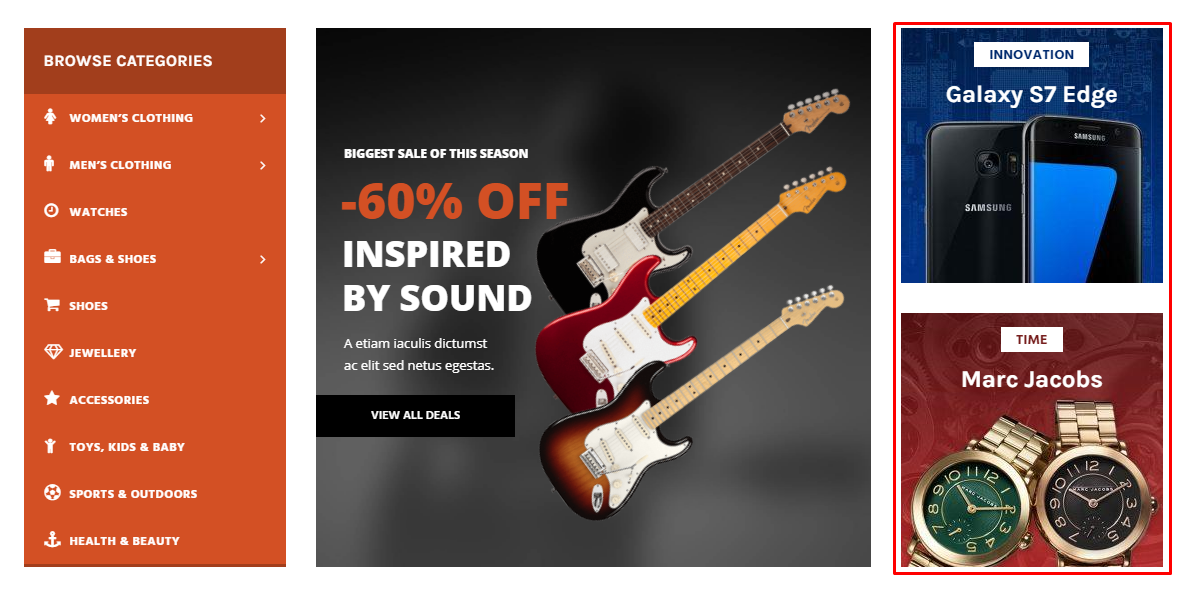 BROWSE CATEGORIES
WOMEN'S CLOTHING
MEN'S CLOTHING
WATCHES
BAGS & SHOES
SHOES
JEWELLERY
ACCESSORIES
TOYS, KIDS & BABY
SPORTS & OUTDOORS
HEALTH & BEAUTY
BIGGEST SALE OF THIS SEASON
-60% OFF
INSPIRED
BY SOUND
A etiam iaculis dictumst
ac elit sed netus egestas.
VIEW ALL DEALS
INNOVATION
Galaxy S7 Edge
SAMSUNG
SAMSUNG
TIME
Marc Jacobs
MARC JACOBS
MARC JACOBS